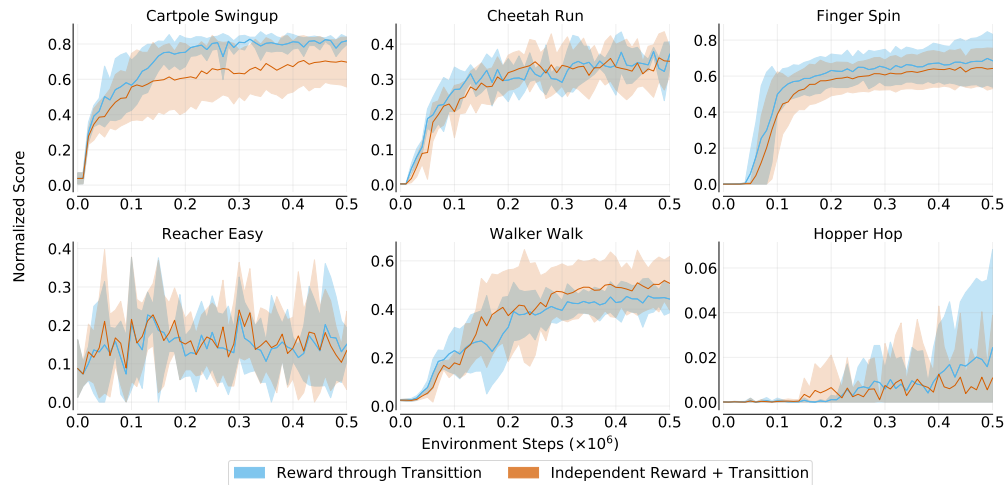 Cartpole Swingup
Cheetah Run
Finger Spin
0.8
0.6
0.4
0.2
0.0
0.0 0.1 0.2 0.3 0.4 0.5
0.4
0.3
0.2
0.1
0.0
0.0 0.1 0.2 0.3 0.4 0.5
0.8
0.6
0.4
0.2
0.0
0.0 0.1 0.2 0.3 0.4 0.5
Normalized Score
Reacher Easy
Walker Walk
Hopper Hop
0.4
0.3
0.2
0.1
0.0
0.0 0.1 0.2 0.3 0.4 0.5
0.6
0.4
0.2
0.0
0.0 0.1 0.2 0.3 0.4 0.5
0.06
0.04
0.02
0.00
0.0 0.1 0.2 0.3 0.4 0.5
Environment Steps (×10⁶)
Reward through Transittion
Independent Reward + Transittion